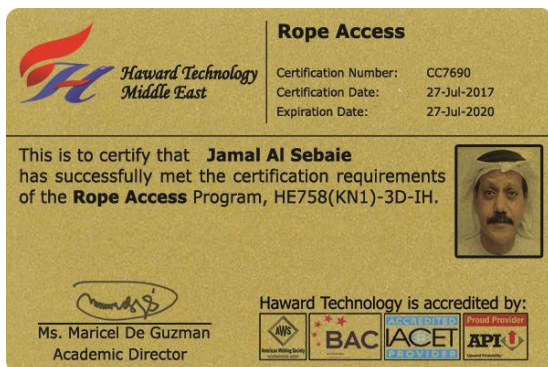 Haward Technology
Middle East
Rope Access
Certification Number: CC7690
Certification Date: 27-Jul-2017
Expiration Date: 27-Jul-2020
This is to certify that Jamal Al Sebaie
has successfully met the certification requirements
of the Rope Access Program, HE758(KN1)-3D-IH.
Ms. Maricel De Guzman
Academic Director
Haward Technology is accredited by:
AWS
American Welding Society
BAC
ACCREDITED
IACET
PROVIDER
Proud Provider
API